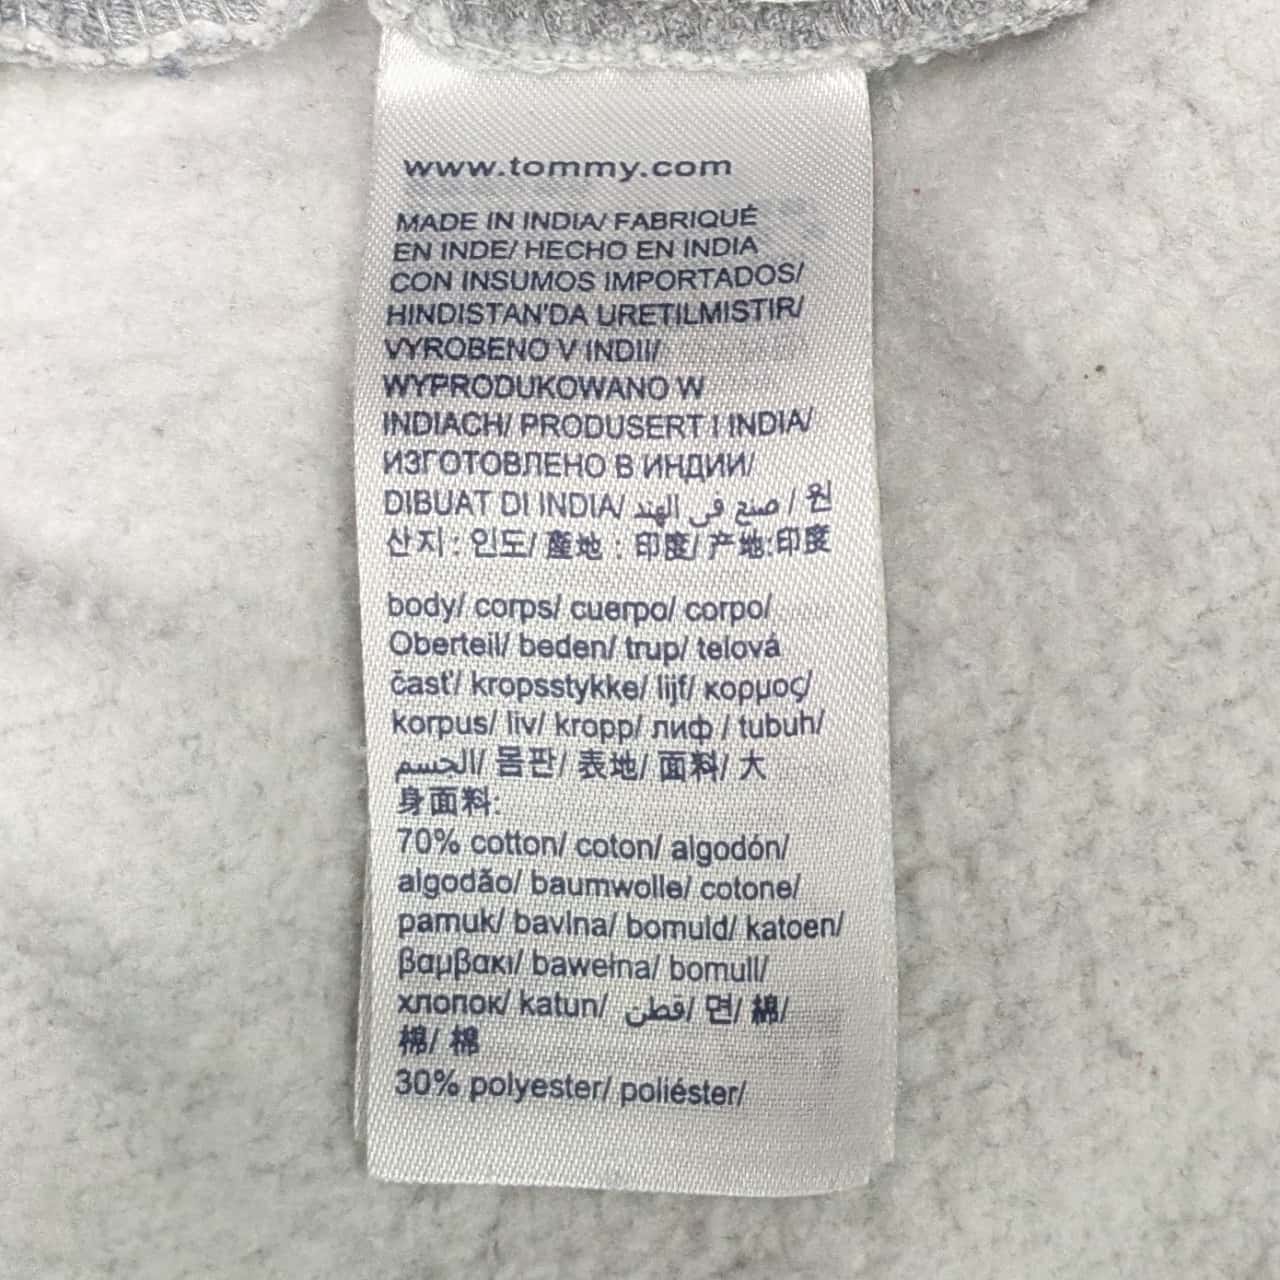 www.tommy.com
MADE IN INDIA/ FABRIQUÉ
EN INDE/ HECHO EN INDIA
CON INSUMOS IMPORTADOS/
HINDISTAN'DA URETILMISTIR/
VYROBENO V INDII/
WYPRODUKOWANO W
INDIACH/ PRODUSERT I INDIA/
ИЗГОТОВЛЕНО В ИНДИИ/
DIBUAT DI INDIA/ صنع في الهند / 원
산지 : 인도/ 產地 : 印度/ 产地:印度
body/ corps/ cuerpo/ corpo/
Oberteil/ beden/ trup/ telová
časť/ kropsstykke/ lijf/ κορμος/
korpus/ liv/ kropp/ лиф / tubuh/
الجسم/ 몸판/ 表地/ 面料/ 大
身面料:
70% cotton/ coton/ algodón/
algodão/ baumwolle/ cotone/
pamuk/ bavlna/ bomuld/ katoen/
βαμβακι/ bawełna/ bomull/
хлопок/ katun/ قطن/ 면/ 綿/
棉/ 棉
30% polyester/ poliéster/